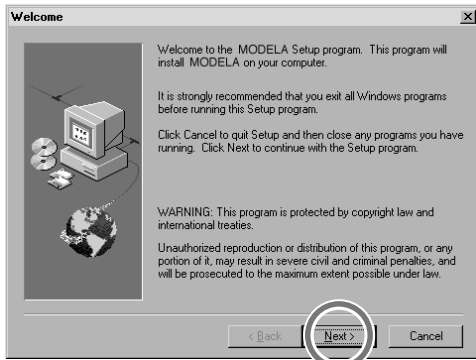 Welcome
Welcome to the MODELA Setup program. This program will
install MODELA on your computer.
It is strongly recommended that you exit all Windows programs
before running this Setup program.
Click Cancel to quit Setup and then close any programs you have
running. Click Next to continue with the Setup program.
WARNING: This program is protected by copyright law and
international treaties.
Unauthorized reproduction or distribution of this program, or any
portion of it, may result in severe civil and criminal penalties, and
will be prosecuted to the maximum extent possible under law.
< Back Next > Cancel